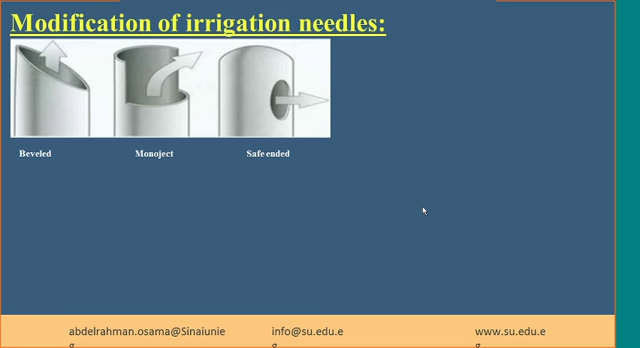 Modification of irrigation needles:
Beveled
Monoject
Safe ended
abdelrahman.osama@Sinaiunie
g
info@su.edu.e
g
www.su.edu.e
g